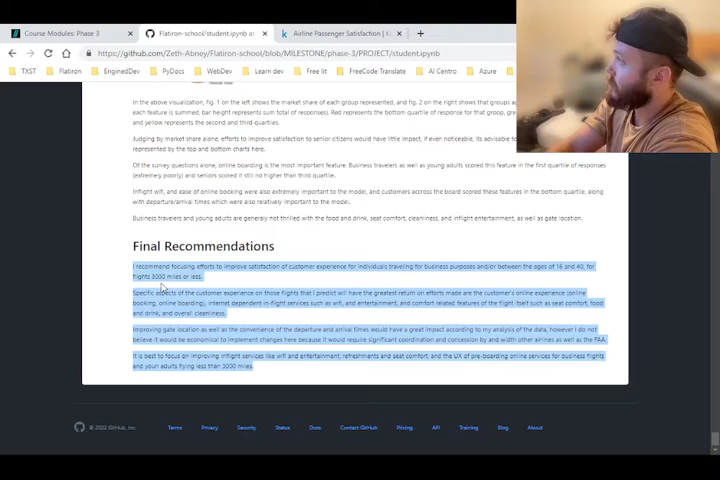 Course Modules: Phase 3
Flatiron-school/student.ipynb at
Airline Passenger Satisfaction | K
https://github.com/Zeth-Abney/Flatiron-school/blob/MILESTONE/phase-3/PROJECT/student.ipynb
TXST
Flatiron
EnginedDev
PyDocs
WebDev
Learn dev
Free lit
FreeCode Translate
AI Centro
Azure
In the above visualization, fig. 1 on the left shows the market share of each group represented, and fig. 2 on the right shows that groups
each feature is summed, bar height represents sum total of responses). Red represents the bottom quartile of response for that group,
and yellow represents the second and third quartiles.
Judging by market share alone, efforts to improve satisfaction to senior citizens would have little impact, if even noticeable, its advisable to
represented by the top and bottom charts here.
Of the survey questions alone, online boarding is the most important feature. Business travelers as well as young adults scored this feature in the first quartile of responses
(extremely poorly) and seniors scored it still no higher than third quartile.
Inflight wifi, and ease of online booking were also extremely important to the model, and customers accross the board scored these features in the bottom quartile, along
with departure/arrival times which were also relatively important to the model.
Business travelers and young adults are generaly not thrilled with the food and drink, seat comfort, cleanliness, and inflight entertainment, as well as gate location.
Final Recommendations
I recommend focusing efforts to improve satisfaction of customer experience for individuals traveling for business purposes and/or between the ages of 16 and 40, for
flights 3000 miles or less.
Specific aspects of the customer experience on those flights that I predict will have the greatest return on efforts made are the customer's online experience (online
booking, online boarding), internet dependent in-flight services such as wifi, and entertainment, and comfort related features of the flight itself such as seat comfort, food
and drink, and overall cleanliness.
Improving gate location as well as the convenience of the departure and arrival times would have a great impact according to my analysis of the data, however I do not
believe it would be economical to implement changes here because it would require significant coordination and concession by and width other airlines as well as the FAA.
It is best to focus on improving inflight services like wifi and entertainment, refreshments and seat comfort, and the UX of pre-boarding online services for business flights
and youn adults flying less than 3000 miles.
© 2022 GitHub, Inc.
Terms
Privacy
Security
Status
Docs
Contact GitHub
Pricing
API
Training
Blog
About